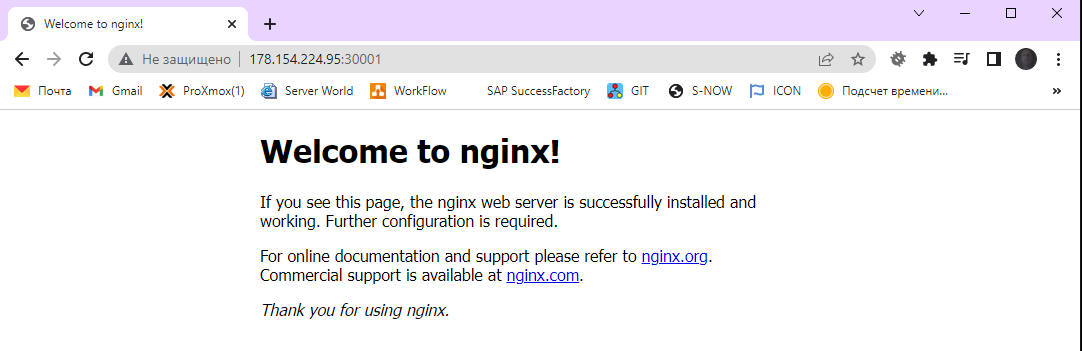 Welcome to nginx!
Не защищено 178.154.224.95:30001
Почта Gmail ProXmox(1) Server World WorkFlow SAP SuccessFactory GIT S-NOW ICON Подсчет времени...
Welcome to nginx!
If you see this page, the nginx web server is successfully installed and
working. Further configuration is required.
For online documentation and support please refer to nginx.org.
Commercial support is available at nginx.com.
Thank you for using nginx.